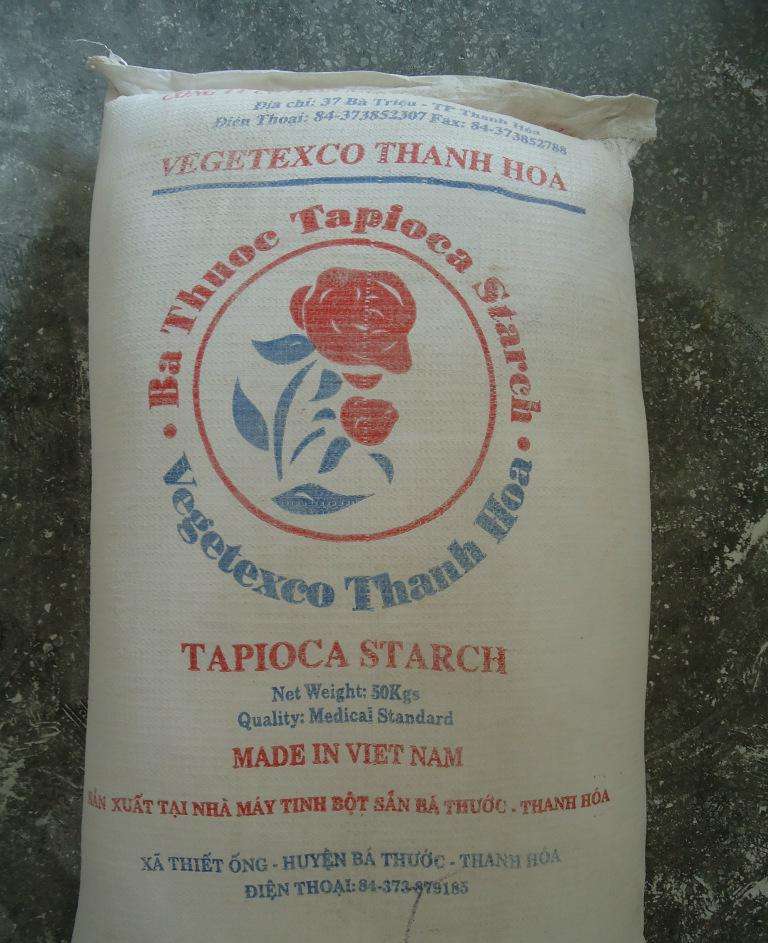 Địa chỉ: 37 Bà Triệu - TP Thanh Hóa
Điện Thoại: 84-373852307 Fax: 84-373852788
VEGETEXCO THANH HOA
• Ba Thuoc Tapioca Starch •
Vegetexco Thanh Hoa
TAPIOCA STARCH
Net Weight: 50Kgs
Quality: Medical Standard
MADE IN VIET NAM
SẢN XUẤT TẠI NHÀ MÁY TINH BỘT SẮN BÁ THƯỚC - THANH HÓA
XÃ THIẾT ỐNG - HUYỆN BÁ THƯỚC - THANH HÓA
ĐIỆN THOẠI: 84-373-879185